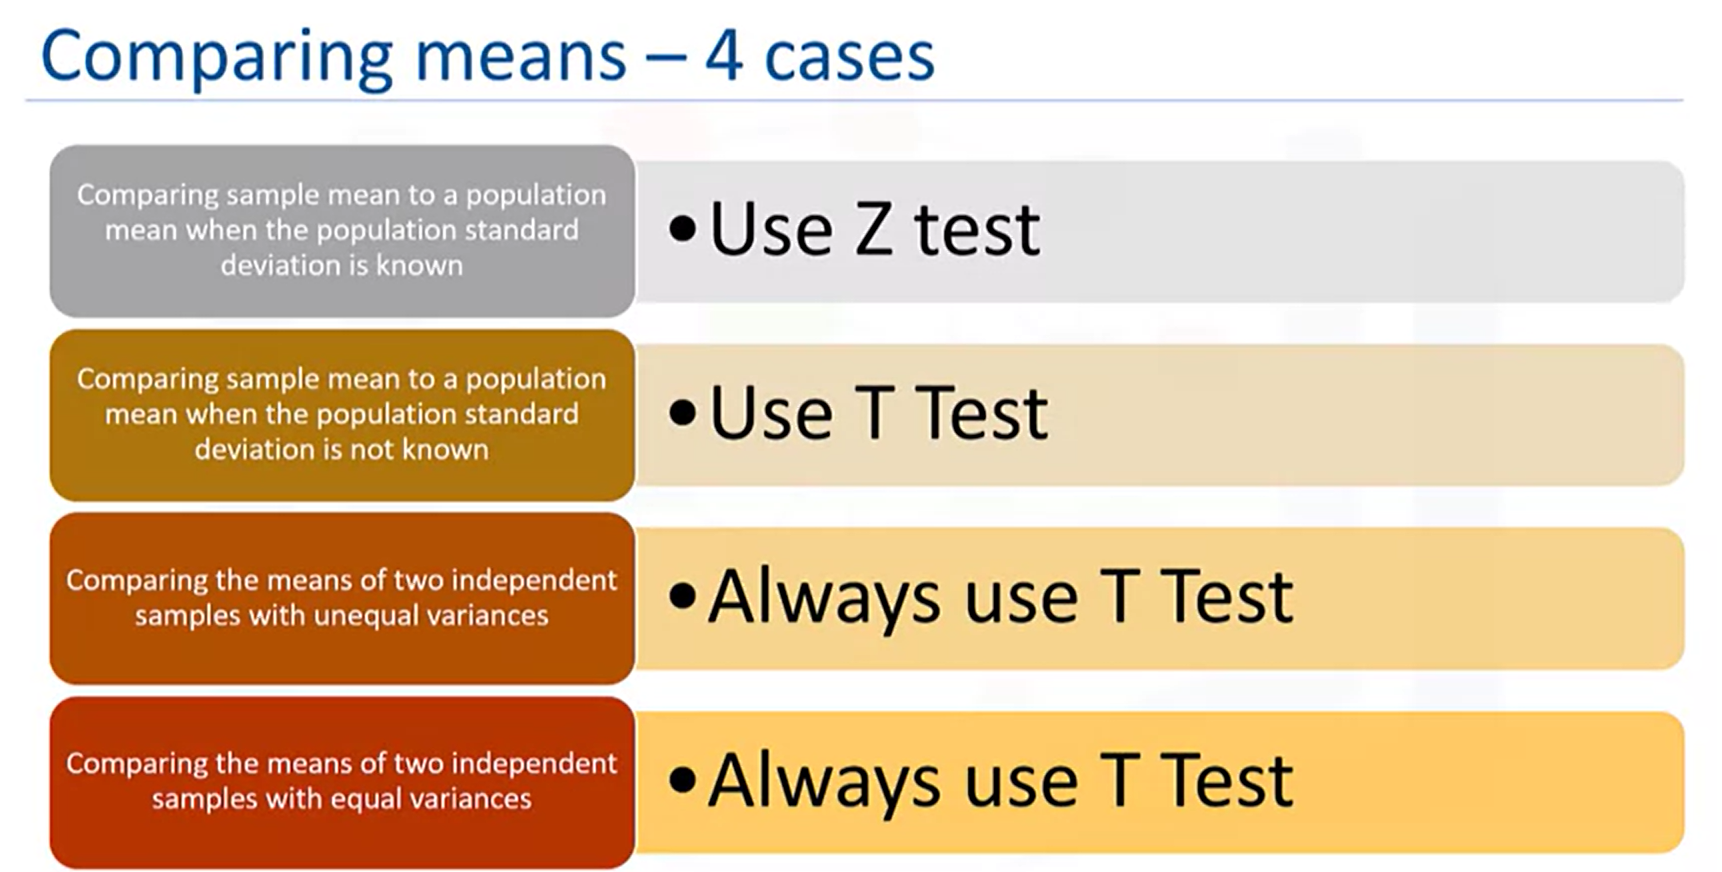 Comparing means – 4 cases
Comparing sample mean to a population
mean when the population standard
deviation is known
•Use Z test
Comparing sample mean to a population
mean when the population standard
deviation is not known
•Use T Test
Comparing the means of two independent
samples with unequal variances
•Always use T Test
Comparing the means of two independent
samples with equal variances
•Always use T Test